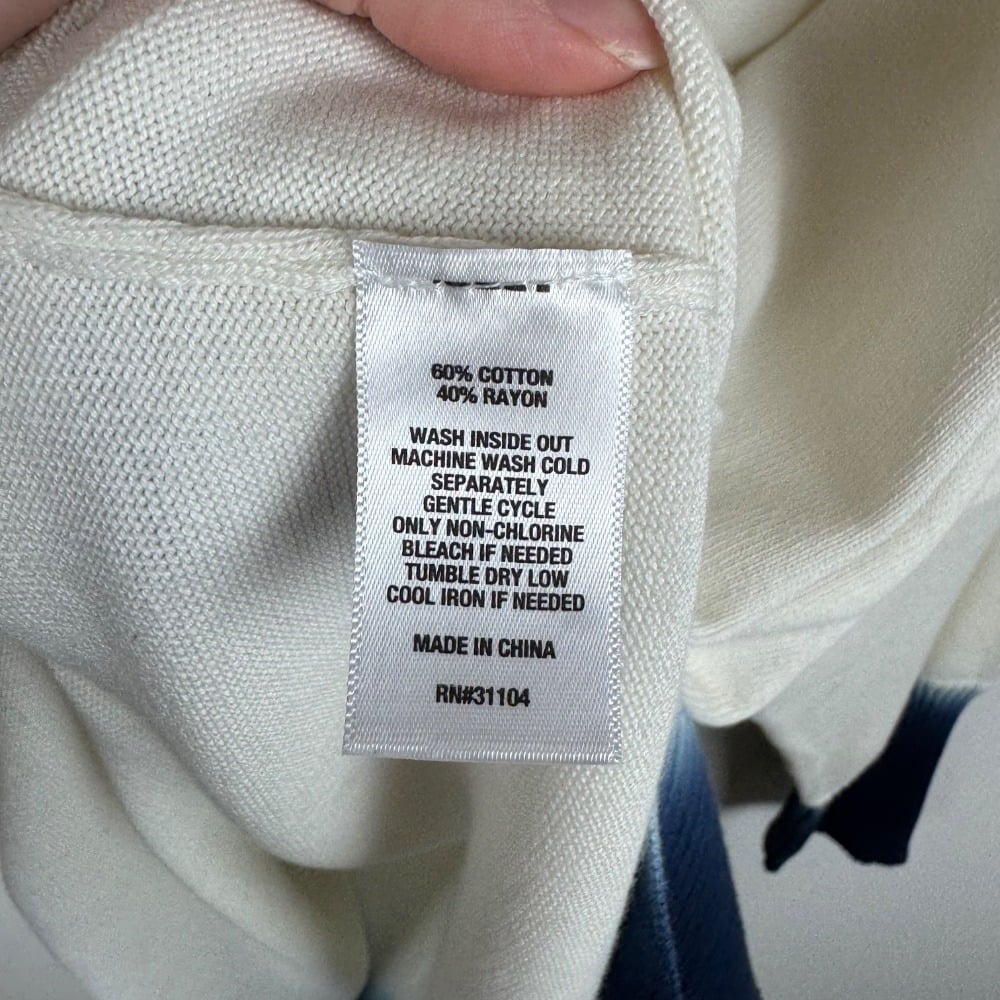 60% COTTON
40% RAYON
WASH INSIDE OUT
MACHINE WASH COLD
SEPARATELY
GENTLE CYCLE
ONLY NON-CHLORINE
BLEACH IF NEEDED
TUMBLE DRY LOW
COOL IRON IF NEEDED
MADE IN CHINA
RN#31104